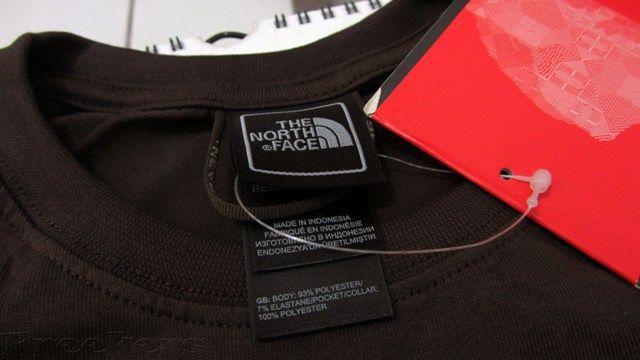 THE
NORTH
FACE
®
MADE IN INDONESIA
FABRIQUÉ EN INDONÉSIE
ИЗГОТОВЛЕНО В ИНДОНЕЗИИ
ENDONEZYA'DA ÜRETİLMİŞTİR
GB: BODY: 93% POLYESTER/
7% ELASTANE/POCKET/COLLAR:
100% POLYESTER/